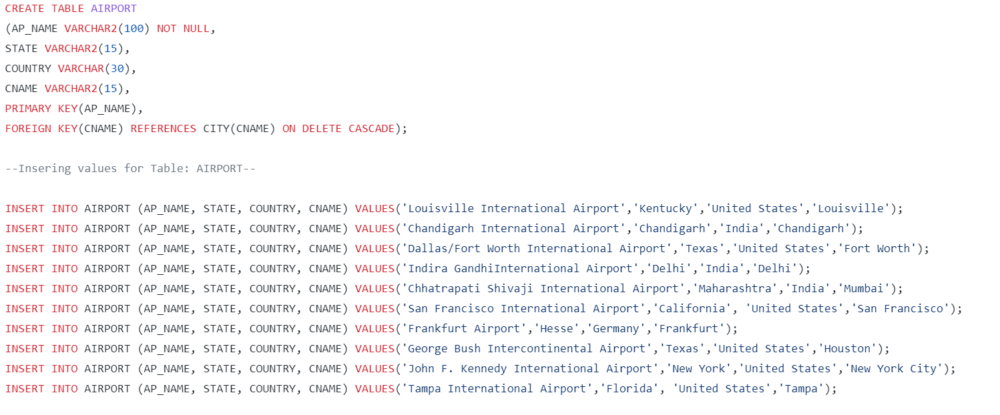 CREATE TABLE AIRPORT
(AP_NAME VARCHAR2(100) NOT NULL,
STATE VARCHAR2(15),
COUNTRY VARCHAR(30),
CNAME VARCHAR2(15),
PRIMARY KEY(AP_NAME),
FOREIGN KEY(CNAME) REFERENCES CITY(CNAME) ON DELETE CASCADE);
--Insering values for Table: AIRPORT--
INSERT INTO AIRPORT (AP_NAME, STATE, COUNTRY, CNAME) VALUES('Louisville International Airport','Kentucky','United States','Louisville');
INSERT INTO AIRPORT (AP_NAME, STATE, COUNTRY, CNAME) VALUES('Chandigarh International Airport','Chandigarh','India','Chandigarh');
INSERT INTO AIRPORT (AP_NAME, STATE, COUNTRY, CNAME) VALUES('Dallas/Fort Worth International Airport','Texas','United States','Fort Worth');
INSERT INTO AIRPORT (AP_NAME, STATE, COUNTRY, CNAME) VALUES('Indira GandhiInternational Airport','Delhi','India','Delhi');
INSERT INTO AIRPORT (AP_NAME, STATE, COUNTRY, CNAME) VALUES('Chhatrapati Shivaji International Airport','Maharashtra','India','Mumbai');
INSERT INTO AIRPORT (AP_NAME, STATE, COUNTRY, CNAME) VALUES('San Francisco International Airport','California', 'United States','San Francisco');
INSERT INTO AIRPORT (AP_NAME, STATE, COUNTRY, CNAME) VALUES('Frankfurt Airport','Hesse','Germany','Frankfurt');
INSERT INTO AIRPORT (AP_NAME, STATE, COUNTRY, CNAME) VALUES('George Bush Intercontinental Airport','Texas','United States','Houston');
INSERT INTO AIRPORT (AP_NAME, STATE, COUNTRY, CNAME) VALUES('John F. Kennedy International Airport','New York','United States','New York City');
INSERT INTO AIRPORT (AP_NAME, STATE, COUNTRY, CNAME) VALUES('Tampa International Airport','Florida', 'United States','Tampa');